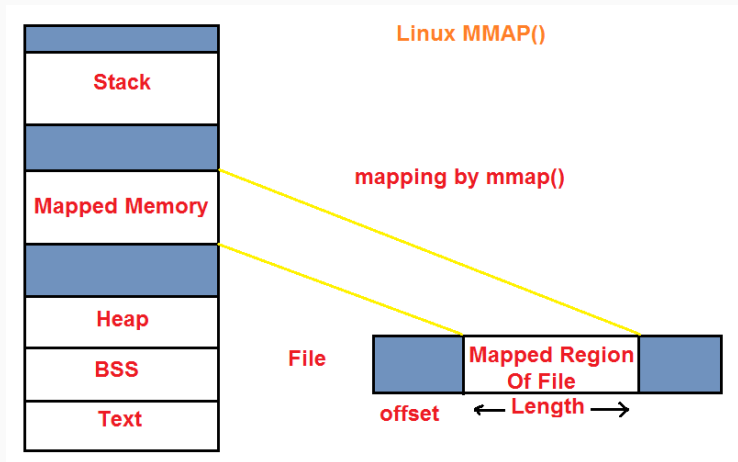 Linux MMAP()
Stack
mapping by mmap()
Mapped Memory
Heap
BSS
Text
File
Mapped Region
Of File
offset
Length